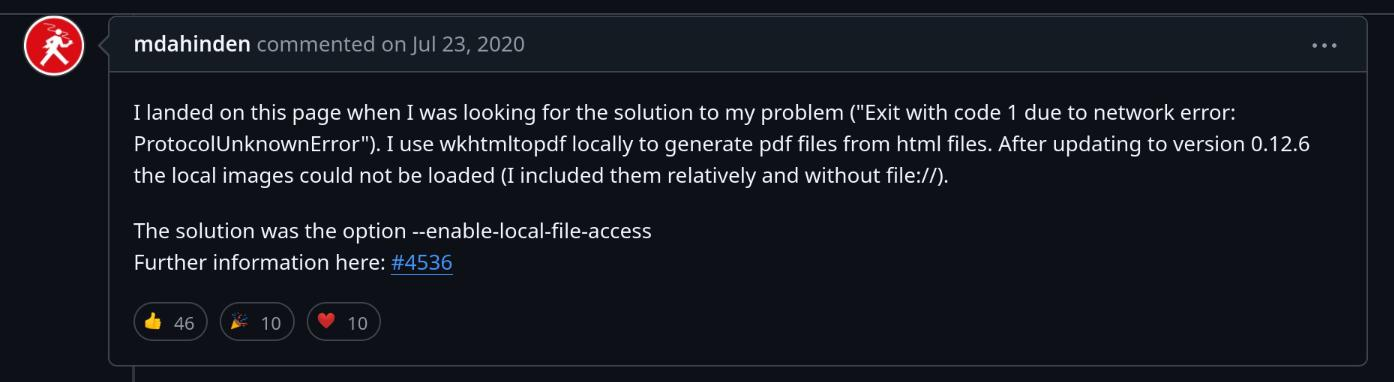 mdahinden commented on Jul 23, 2020
I landed on this page when I was looking for the solution to my problem ("Exit with code 1 due to network error:
ProtocolUnknownError"). I use wkhtmltopdf locally to generate pdf files from html files. After updating to version 0.12.6
the local images could not be loaded (I included them relatively and without file://).
The solution was the option --enable-local-file-access
Further information here: #4536
👍 46 🎉 10 ❤️ 10